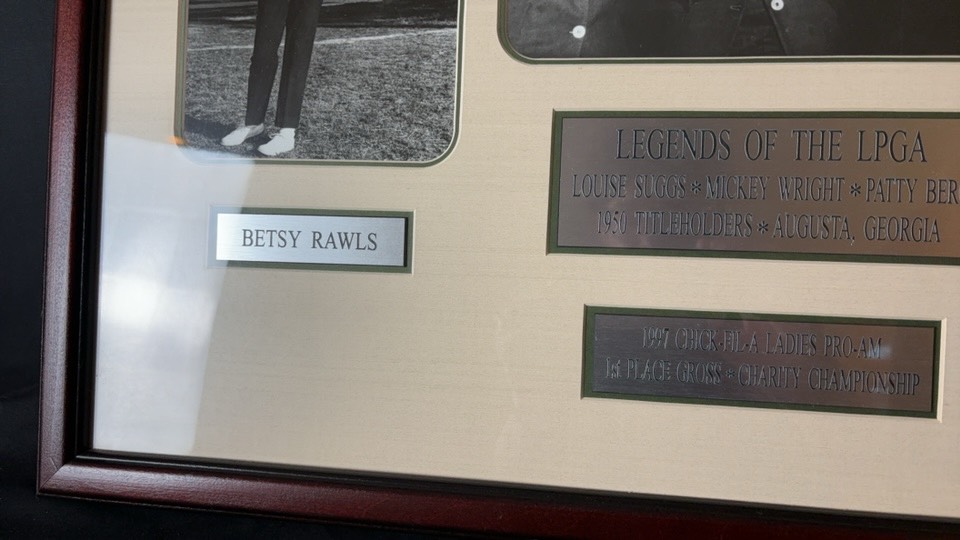 BETSY RAWLS
LEGENDS OF THE LPGA
LOUISE SUGGS * MICKEY WRIGHT * PATTY BER
1950 TITLEHOLDERS * AUGUSTA, GEORGIA
1997 CHICK-FIL-A LADIES PRO-AM
1st PLACE GROSS * CHARITY CHAMPIONSHIP